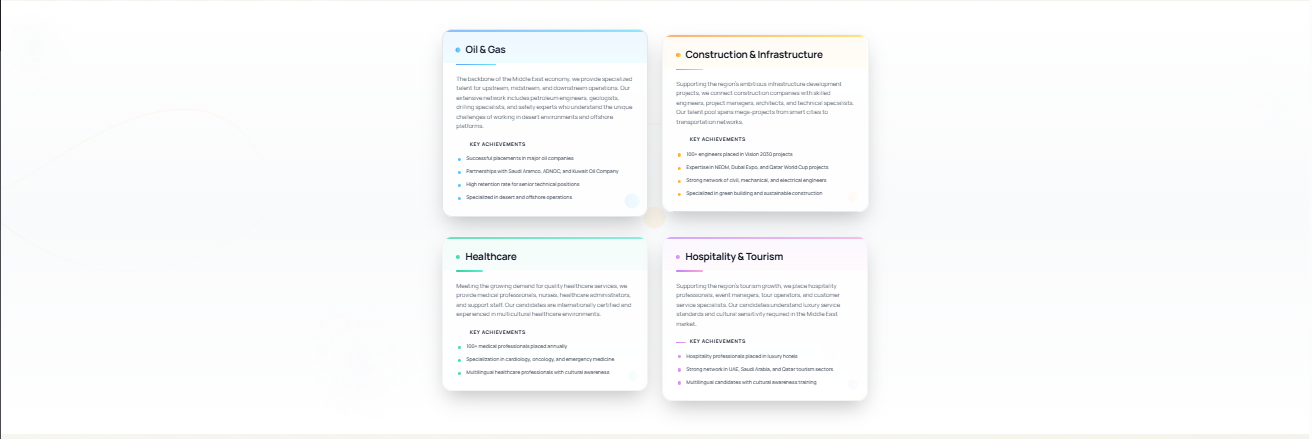 Oil & Gas
The backbone of the Middle East economy, we provide specialized
talent for upstream, midstream, and downstream operations. Our
extensive network includes petroleum engineers, geologists,
drilling specialists, and safety experts who understand the unique
challenges of working in desert environments and offshore
platforms.
KEY ACHIEVEMENTS
Successful placements in major oil companies
Partnerships with Saudi Aramco, ADNOC, and Kuwait Oil Company
High retention rate for senior technical positions
Specialized in desert and offshore operations
Construction & Infrastructure
Supporting the region's ambitious infrastructure development
projects, we connect construction companies with skilled
engineers, project managers, architects, and technical specialists.
Our talent pool spans mega-projects from smart cities to
transportation networks.
KEY ACHIEVEMENTS
100+ engineers placed in Vision 2030 projects
Expertise in NEOM, Dubai Expo, and Qatar World Cup projects
Strong network of civil, mechanical, and electrical engineers
Specialized in green building and sustainable construction
Healthcare
Meeting the growing demand for quality healthcare services, we
provide medical professionals, nurses, healthcare administrators,
and support staff. Our candidates are internationally certified and
experienced in multicultural healthcare environments.
KEY ACHIEVEMENTS
100+ medical professionals placed annually
Specialization in cardiology, oncology, and emergency medicine
Multilingual healthcare professionals with cultural awareness
Hospitality & Tourism
Supporting the region's tourism growth, we place hospitality
professionals, event managers, tour operators, and customer
service specialists. Our candidates understand luxury service
standards and cultural sensitivity required in the Middle East
market.
KEY ACHIEVEMENTS
Hospitality professionals placed in luxury hotels
Strong network in UAE, Saudi Arabia, and Qatar tourism sectors
Multilingual candidates with cultural awareness training